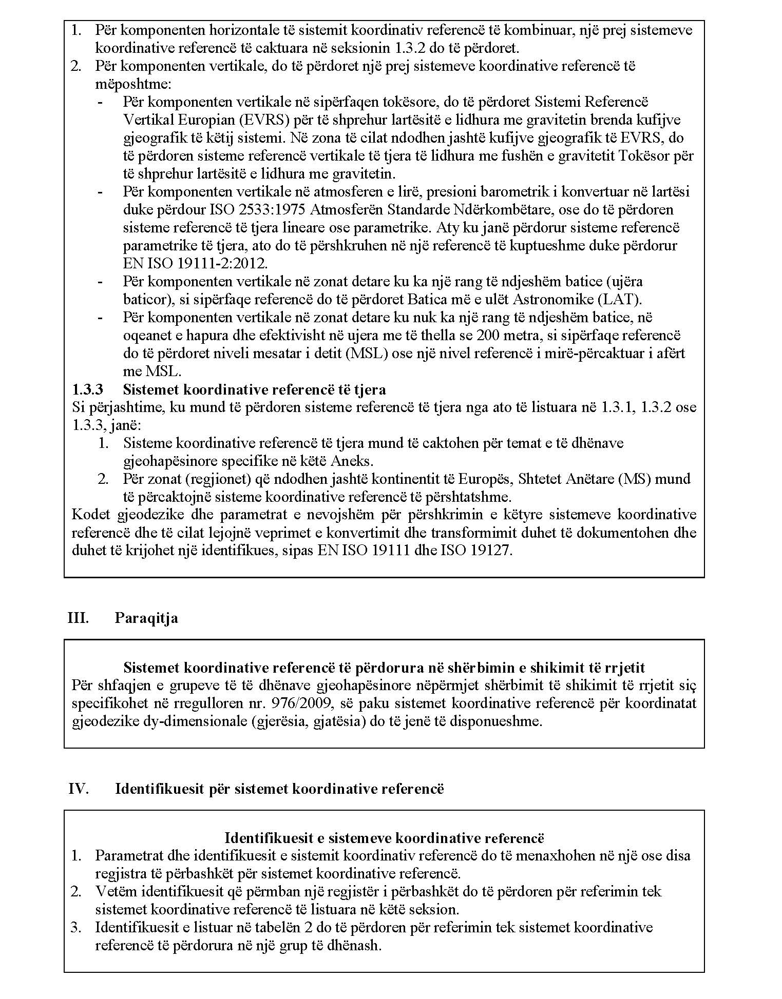 1. Për komponenten horizontale të sistemit koordinativ referencë të kombinuar, një prej sistemeve
koordinative referencë të caktuara në seksionin 1.3.2 do të përdoret.
2. Për komponenten vertikale, do të përdoret një prej sistemeve koordinative referencë të
mëposhtme:
- Për komponenten vertikale në sipërfaqen tokësore, do të përdoret Sistemi Referencë
Vertikal Europian (EVRS) për të shprehur lartësitë e lidhura me gravitetin brenda kufijve
gjeografik të këtij sistemi. Në zona të cilat ndodhen jashtë kufijve gjeografik të EVRS, do
të përdoren sisteme referencë vertikale të tjera të lidhura me fushën e gravitetit Tokësor për
të shprehur lartësitë e lidhura me gravitetin.
- Për komponenten vertikale në atmosferen e lirë, presioni barometrik i konvertuar në lartësi
duke përdour ISO 2533:1975 Atmosferën Standarde Ndërkombëtare, ose do të përdoren
sisteme referencë të tjera lineare ose parametrike. Aty ku janë përdorur sisteme referencë
parametrike të tjera, ato do të përshkruhen në një referencë të kuptueshme duke përdorur
EN ISO 19111-2:2012.
- Për komponenten vertikale në zonat detare ku ka një rang të ndjeshëm batice (ujëra
baticor), si sipërfaqe referencë do të përdoret Batica më e ulët Astronomike (LAT).
- Për komponenten vertikale në zonat detare ku nuk ka një rang të ndjeshëm batice, në
oqeanet e hapura dhe efektivisht në ujera me të thella se 200 metra, si sipërfaqe referencë
do të përdoret niveli mesatar i detit (MSL) ose një nivel referencë i mirë-përcaktuar i afërt
me MSL.
1.3.3 Sistemet koordinative referencë të tjera
Si përjashtime, ku mund të përdoren sisteme referencë të tjera nga ato të listuara në 1.3.1, 1.3.2 ose
1.3.3, janë:
1. Sisteme koordinative referencë të tjera mund të caktohen për temat e të dhënave
gjeohapësinore specifike në këtë Aneks.
2. Për zonat (regjionet) që ndodhen jashtë kontinentit të Europës, Shtetet Anëtare (MS) mund
të përcaktojnë sisteme koordinative referencë të përshtatshme.
Kodet gjeodezike dhe parametrat e nevojshëm për përshkrimin e këtyre sistemeve koordinative
referencë dhe të cilat lejojnë veprimet e konvertimit dhe transformimit duhet të dokumentohen dhe
duhet të krijohet një identifikues, sipas EN ISO 19111 dhe ISO 19127.
III. Paraqitja
Sistemet koordinative referencë të përdorura në shërbimin e shikimit të rrjetit
Për shfaqjen e grupeve të të dhënave gjeohapësinore nëpërmjet shërbimit të shikimit të rrjetit siç
specifikohet në rregulloren nr. 976/2009, së paku sistemet koordinative referencë për koordinatat
gjeodezike dy-dimensionale (gjerësia, gjatësia) do të jenë të disponueshme.
IV. Identifikuesit për sistemet koordinative referencë
Identifikuesit e sistemeve koordinative referencë
1. Parametrat dhe identifikuesit e sistemit koordinativ referencë do të menaxhohen në një ose disa
regjistra të përbashkët për sistemet koordinative referencë.
2. Vetëm identifikuesit që përmban një regjistër i përbashkët do të përdoren për referimin tek
sistemet koordinative referencë të listuara në këtë seksion.
3. Identifikuesit e listuar në tabelën 2 do të përdoren për referimin tek sistemet koordinative
referencë të përdorura në një grup të dhënash.